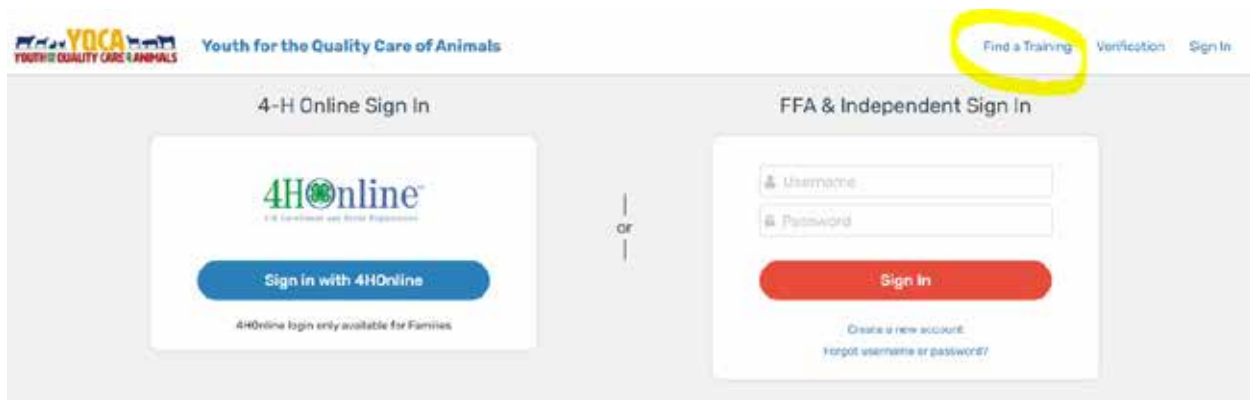 YQCA
YOUTH FOR THE QUALITY CARE OF ANIMALS
Youth for the Quality Care of Animals
Find a Training
Verification
Sign In
4-H Online Sign In
4HOnline
Sign in with 4HOnline
4HOnline login only available for Families
or
FFA & Independent Sign In
Username
Password
Sign In
Create a new account
Forgot username or password?